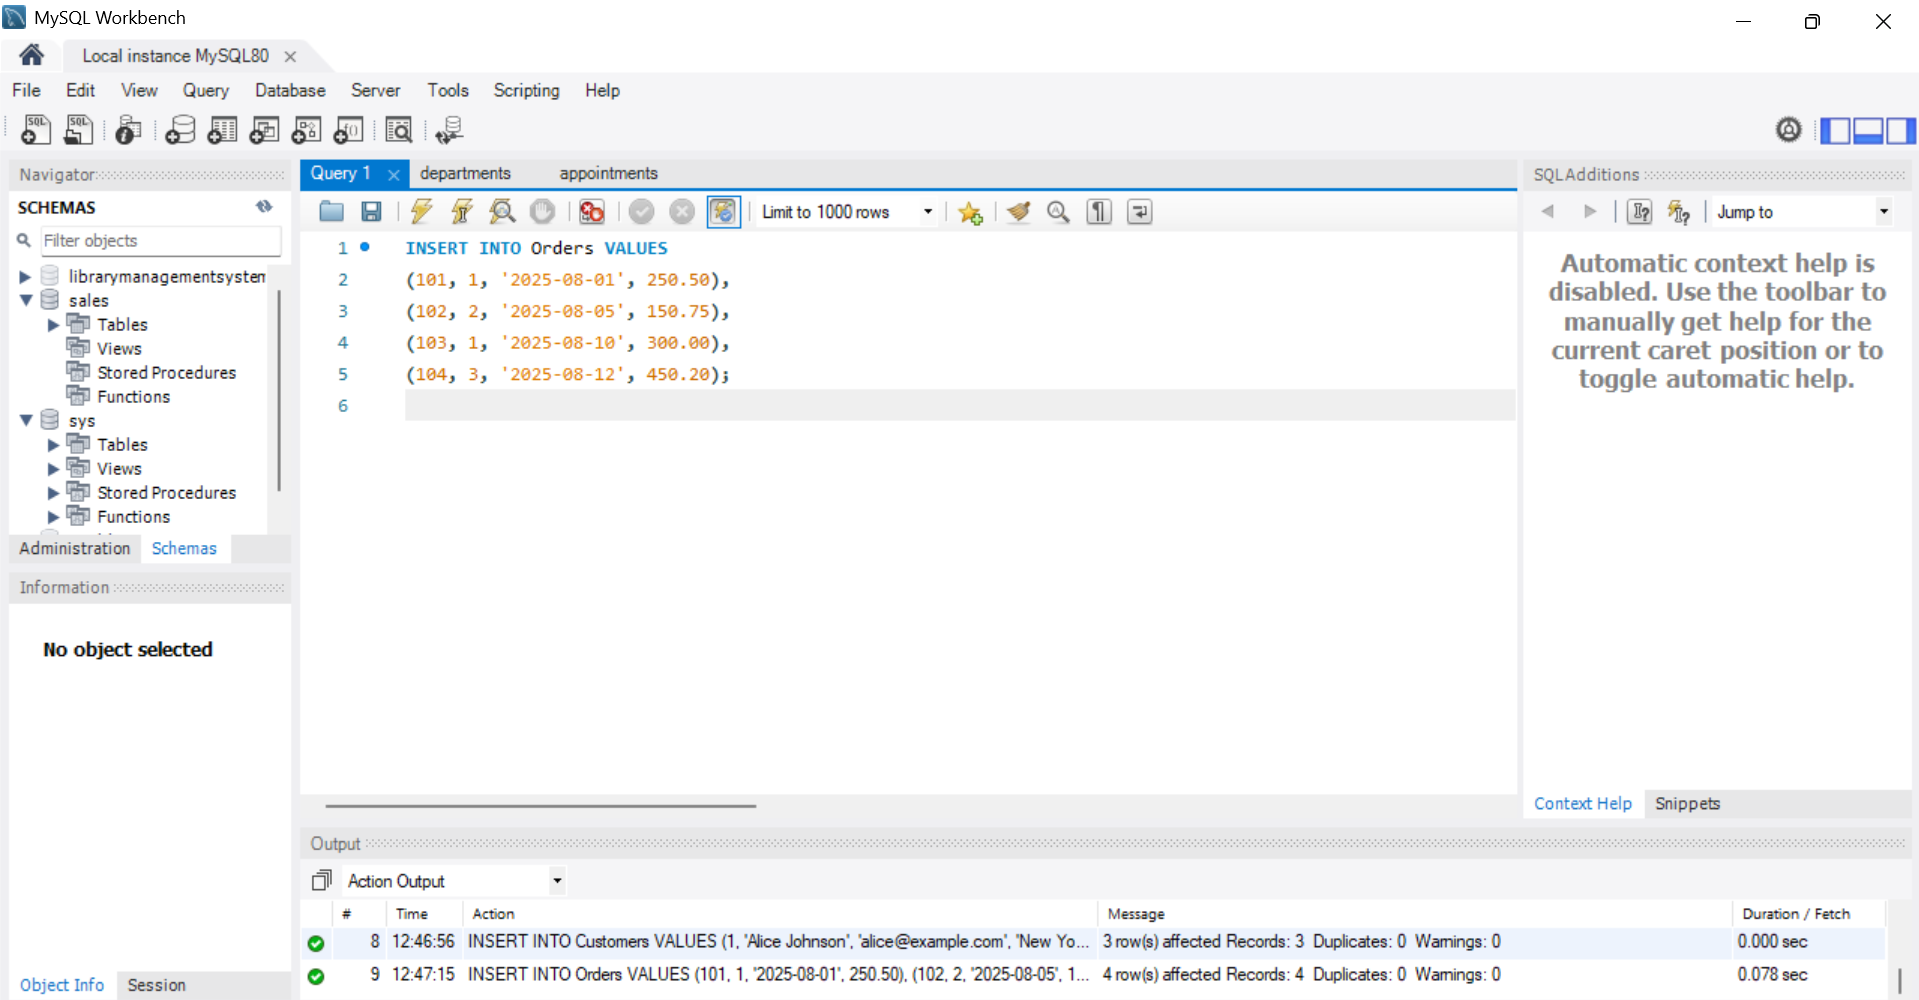 MySQL Workbench
Local instance MySQL80
File Edit View Query Database Server Tools Scripting Help
Navigator
SCHEMAS
Filter objects
librarymanagementsystem
sales
Tables
Views
Stored Procedures
Functions
sys
Tables
Views
Stored Procedures
Functions
Administration Schemas
Information
No object selected
Object Info Session
Query 1 departments appointments
Limit to 1000 rows
1 INSERT INTO Orders VALUES
2 (101, 1, '2025-08-01', 250.50),
3 (102, 2, '2025-08-05', 150.75),
4 (103, 1, '2025-08-10', 300.00),
5 (104, 3, '2025-08-12', 450.20);
6
SQLAdditions
Jump to
Automatic context help is
disabled. Use the toolbar to
manually get help for the
current caret position or to
toggle automatic help.
Context Help Snippets
Output
Action Output
# Time Action Message Duration / Fetch
8 12:46:56 INSERT INTO Customers VALUES (1, 'Alice Johnson', 'alice@example.com', 'New Yo... 3 row(s) affected Records: 3 Duplicates: 0 Warnings: 0 0.000 sec
9 12:47:15 INSERT INTO Orders VALUES (101, 1, '2025-08-01', 250.50), (102, 2, '2025-08-05', 1... 4 row(s) affected Records: 4 Duplicates: 0 Warnings: 0 0.078 sec